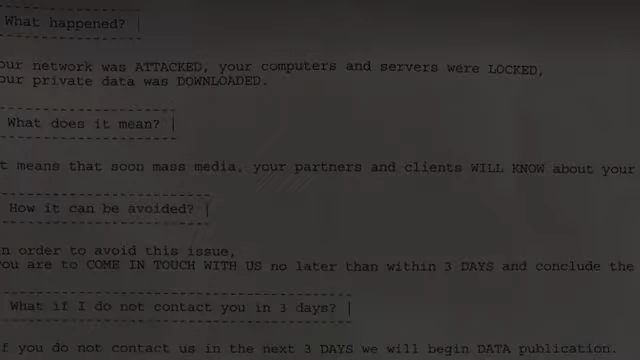 What happened? |
our network was ATTACKED, your computers and servers were LOCKED,
our private data was DOWNLOADED.
What does it mean? |
t means that soon mass media, your partners and clients WILL KNOW about your
How it can be avoided? |
n order to avoid this issue,
you are to COME IN TOUCH WITH US no later than within 3 DAYS and conclude the
What if I do not contact you in 3 days? |
f you do not contact us in the next 3 DAYS we will begin DATA publication.